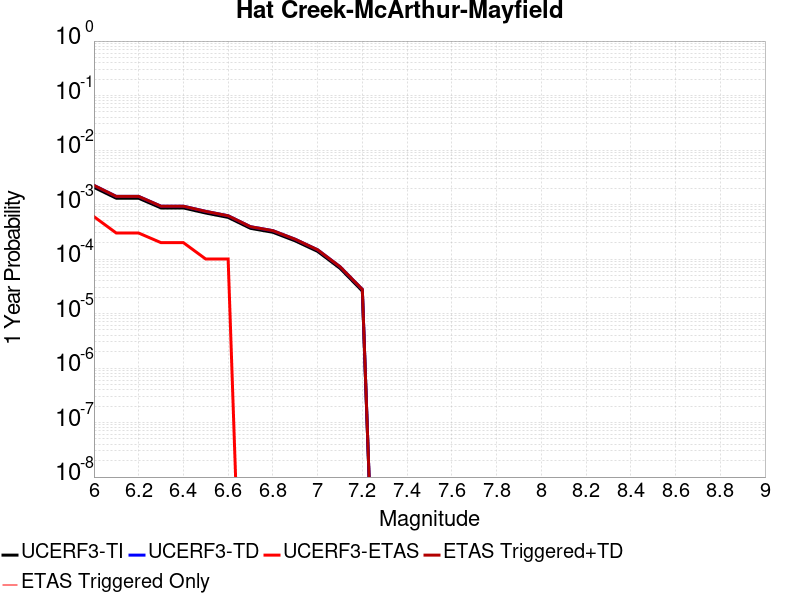 Hat Creek-McArthur-Mayfield
10^0
10^-1
10^-2
10^-3
10^-4
10^-5
10^-6
10^-7
10^-8
1 Year Probability
6 6.2 6.4 6.6 6.8 7 7.2 7.4 7.6 7.8 8 8.2 8.4 8.6 8.8 9
Magnitude
UCERF3-TI UCERF3-TD UCERF3-ETAS ETAS Triggered+TD
ETAS Triggered Only